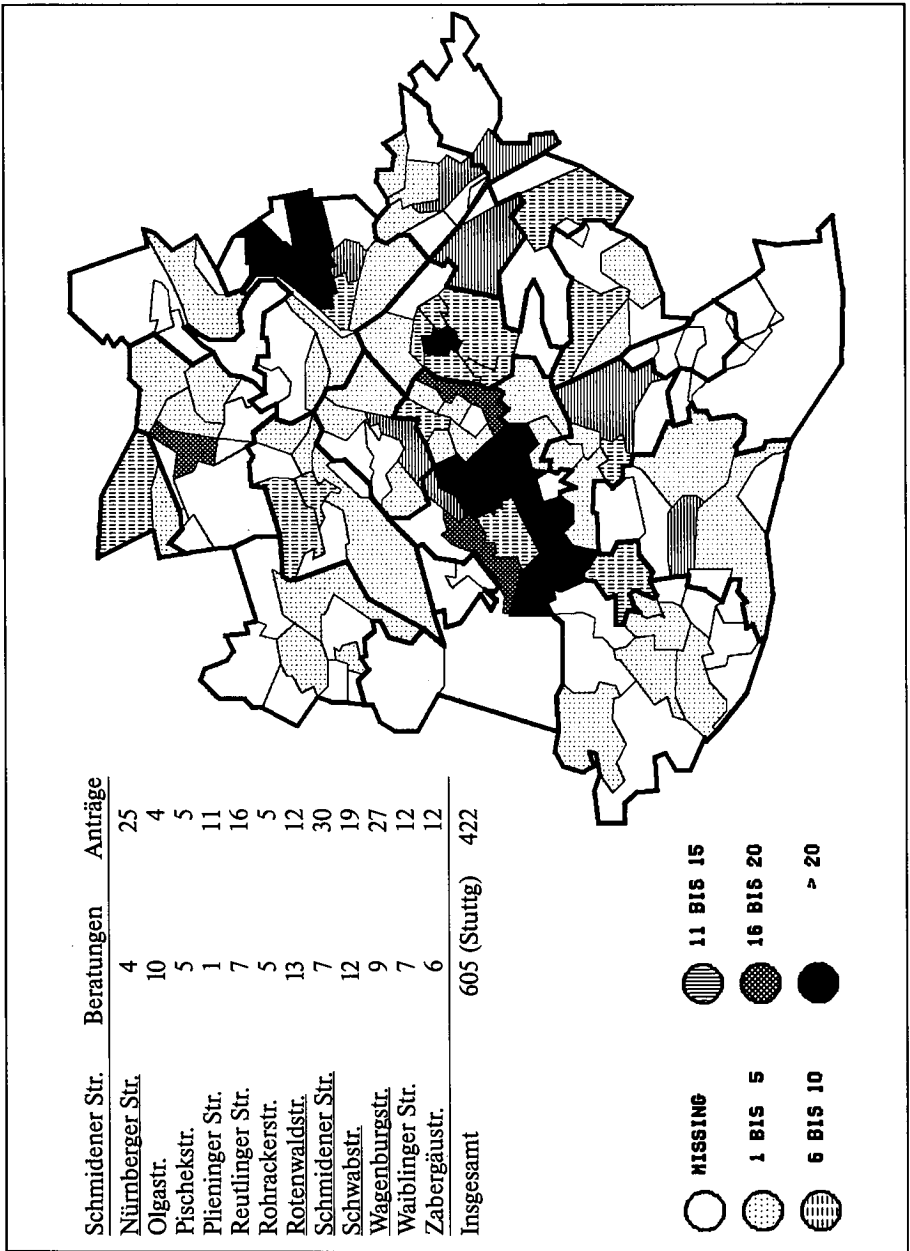 Schmidener Str. Beratungen Anträge
Nürnberger Str. 4 25
Olgastr. 10 4
Pischekstr. 5 5
Plieninger Str. 1 11
Reutlinger Str. 7 16
Rohrackerstr. 5 5
Rotenwaldstr. 13 12
Schmidener Str. 7 30
Schwabstr. 12 19
Wagenburgstr. 9 27
Waiblinger Str. 7 12
Zabergäustr. 6 12
Insgesamt 605 (Stuttg) 422
MISSING 11 BIS 15
1 BIS 5 16 BIS 20
6 BIS 10 > 20